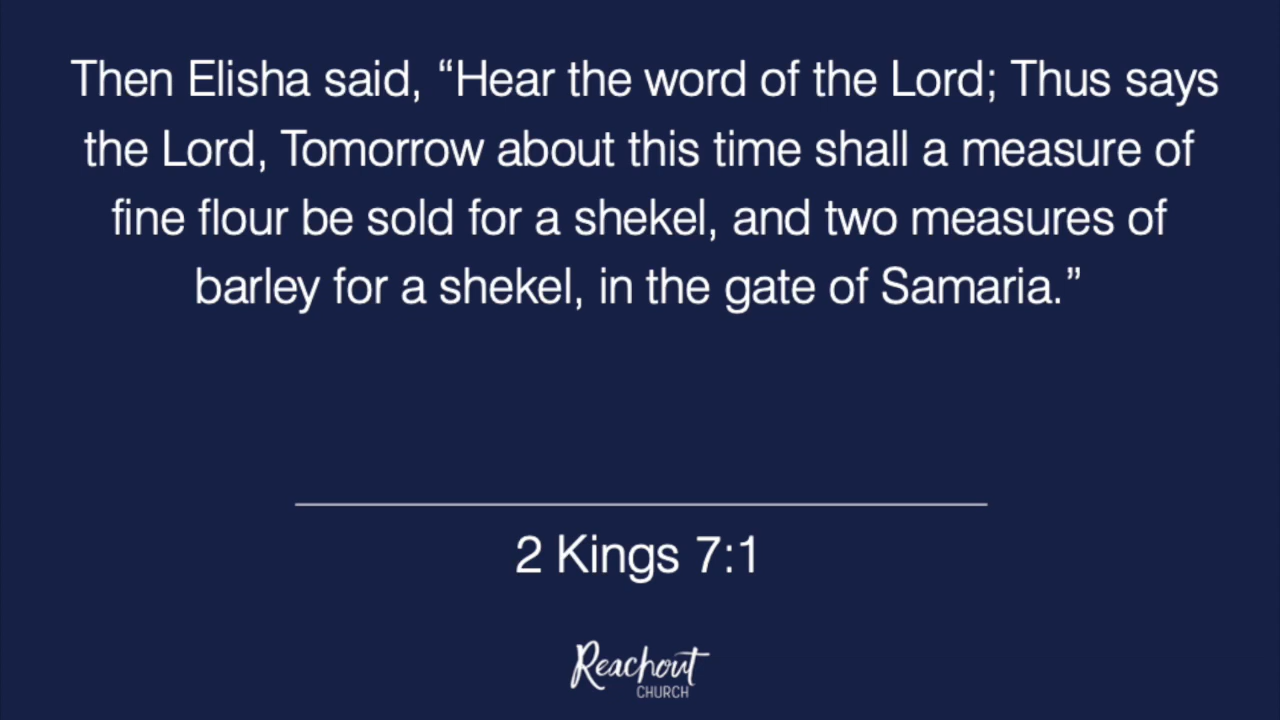 Then Elisha said, “Hear the word of the Lord; Thus says
the Lord, Tomorrow about this time shall a measure of
fine flour be sold for a shekel, and two measures of
barley for a shekel, in the gate of Samaria.”
2 Kings 7:1
Reachout
CHURCH